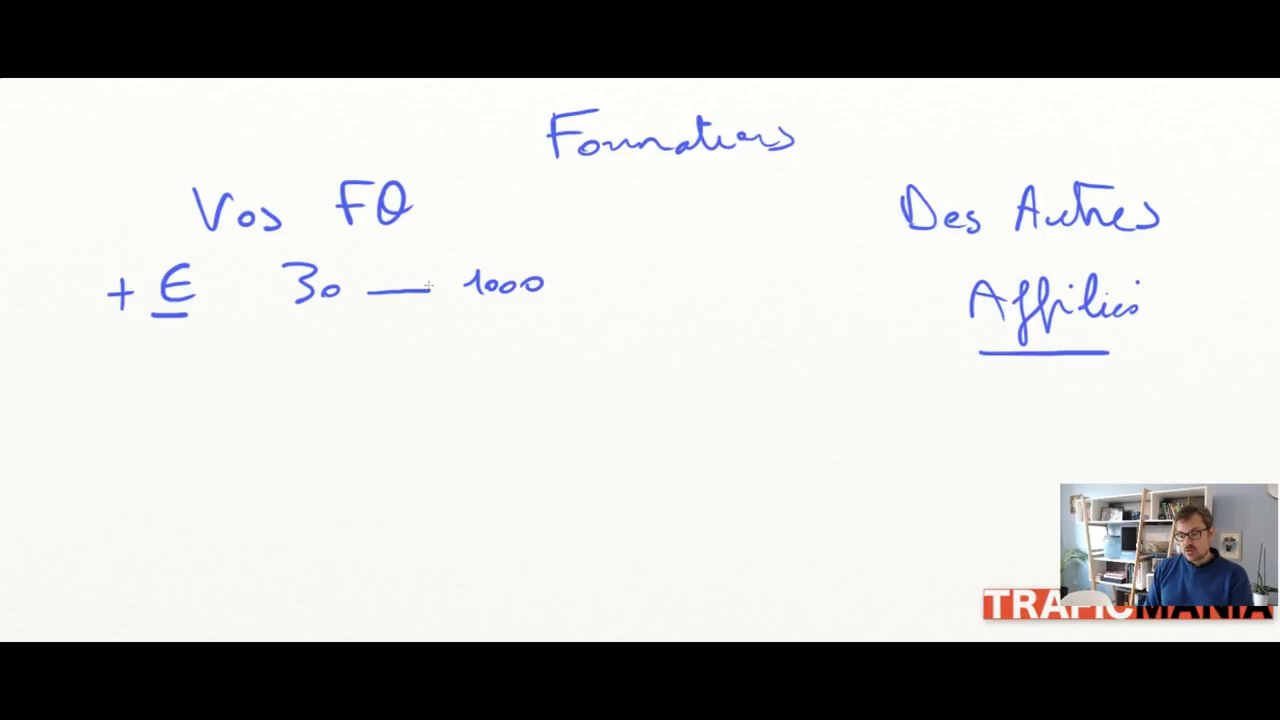 Formations
Vos FO
Des Autres
+ € 30 — 1000
Affiliés
TRAFICMANIA